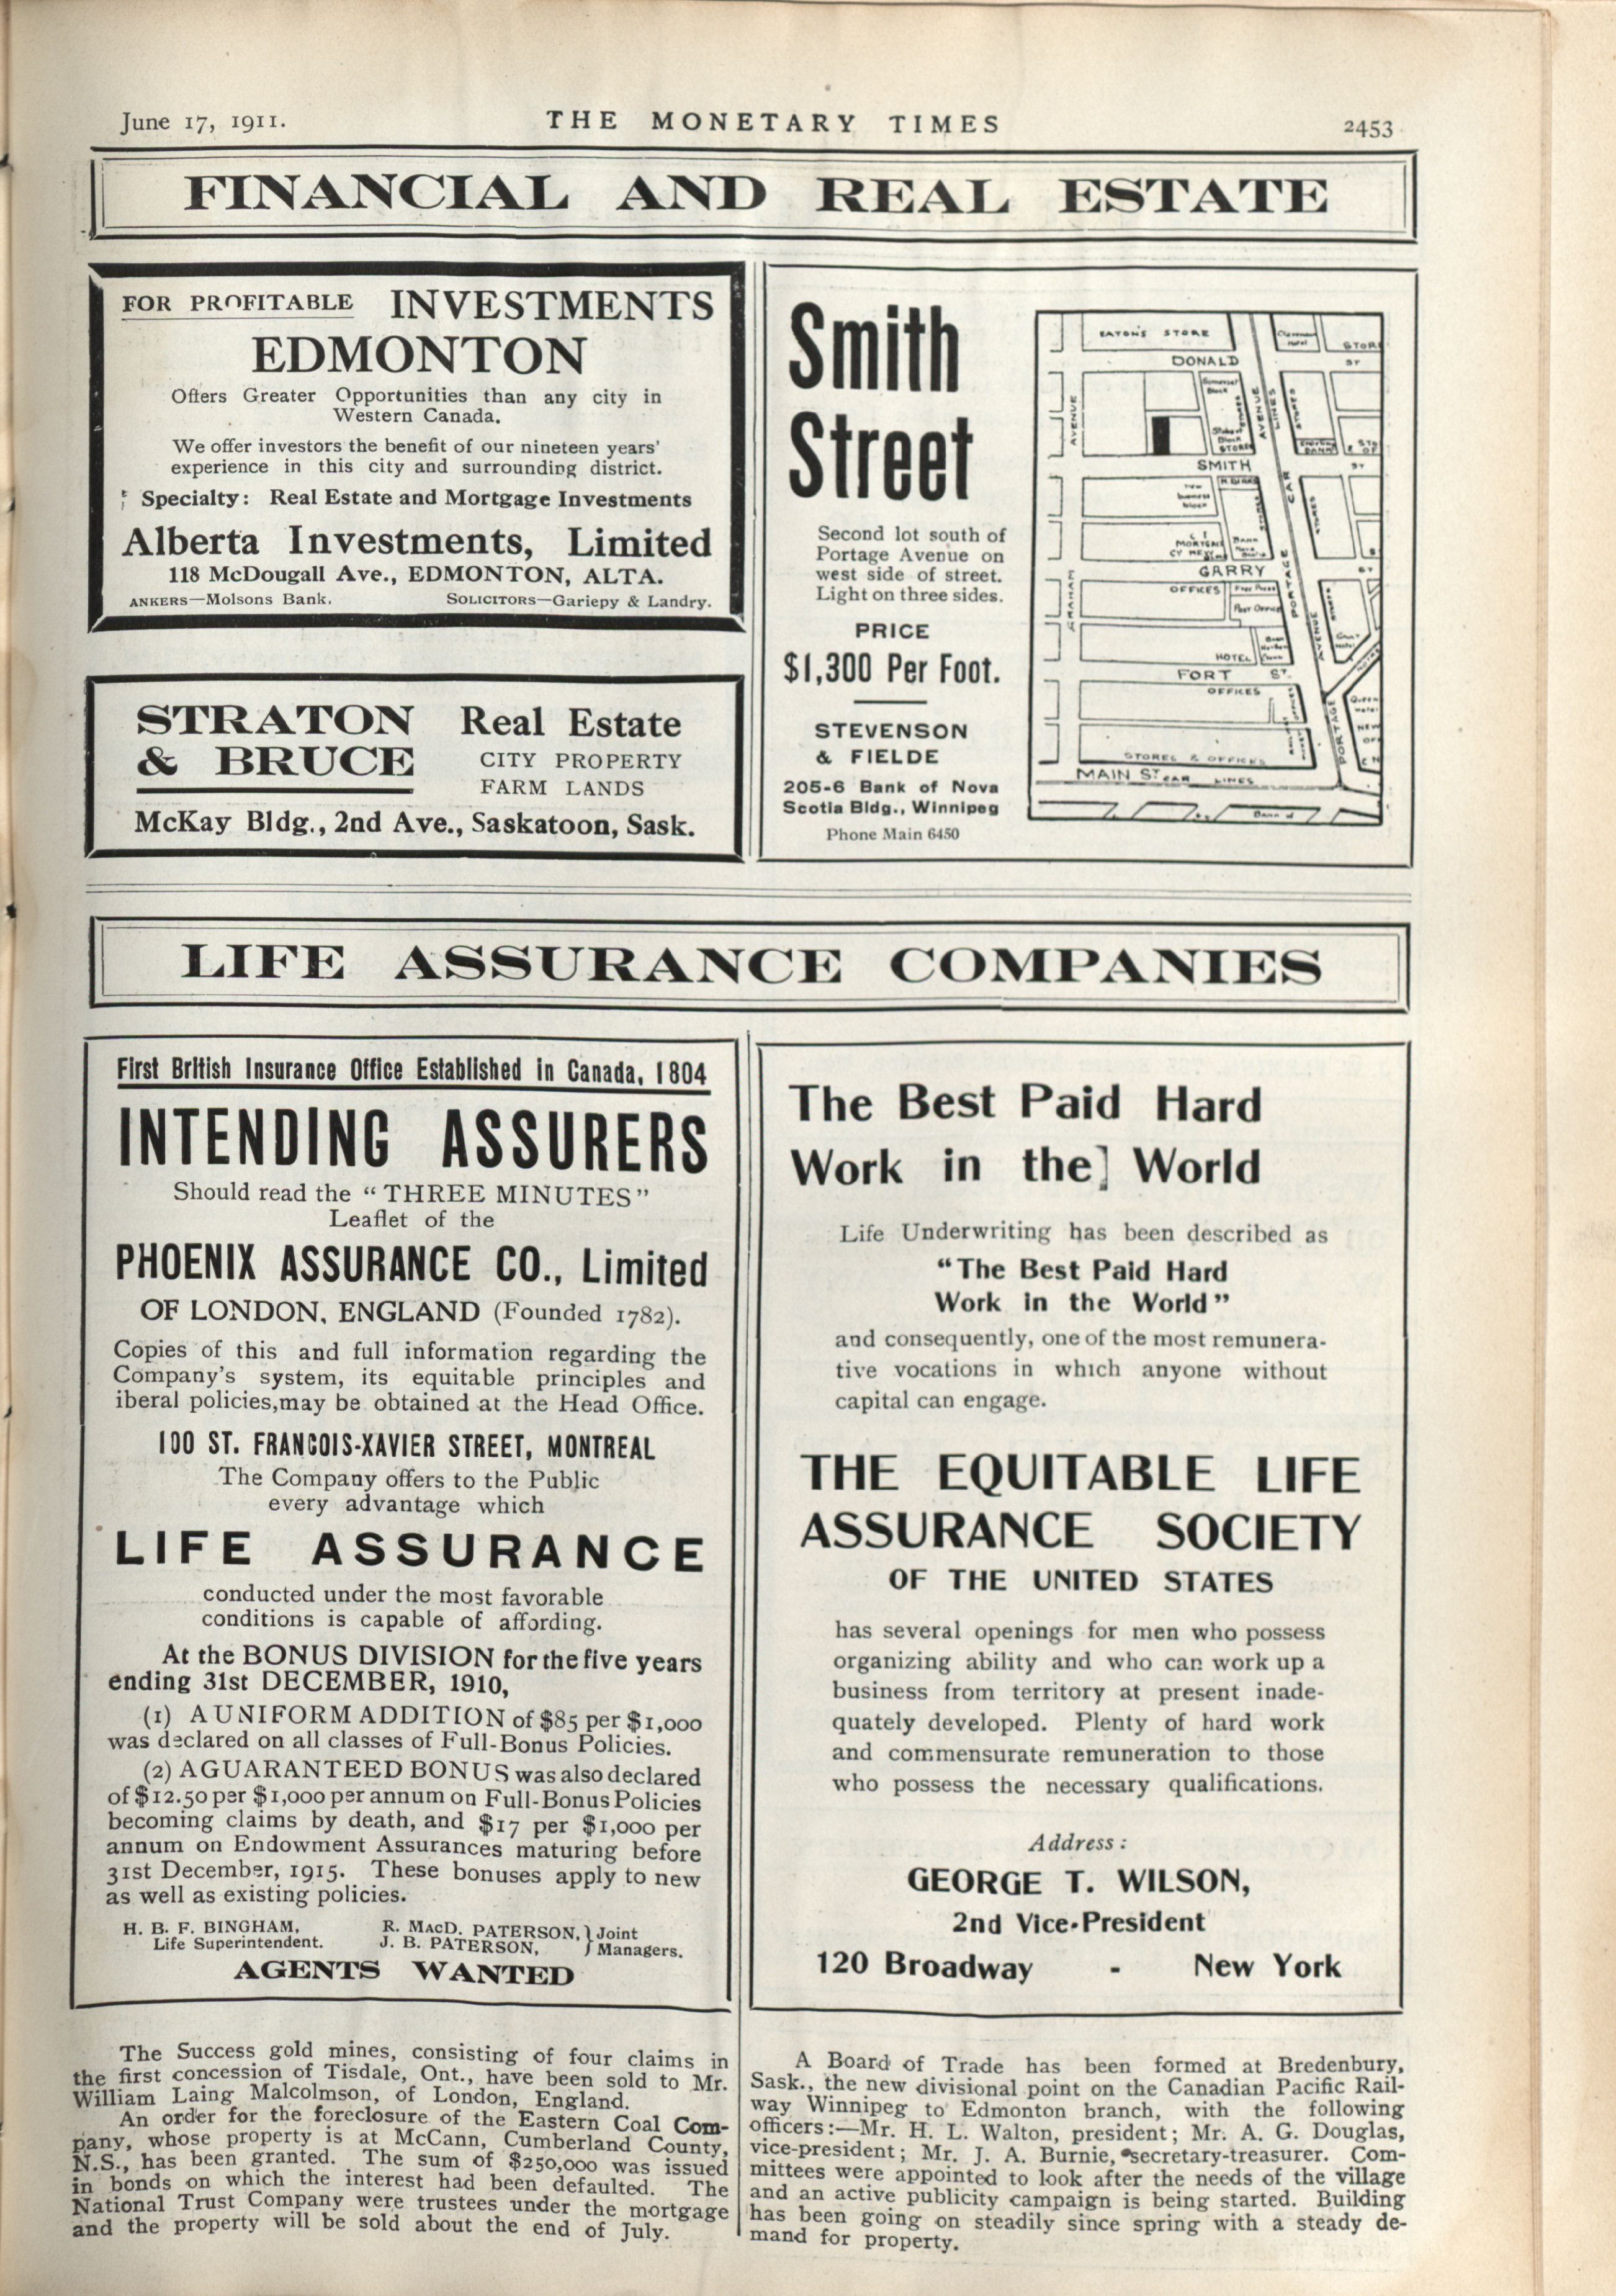 June 17, 1911.
THE MONETARY TIMES
2453
FINANCIAL AND REAL ESTATE
FOR PROFITABLE INVESTMENTS
EDMONTON
Offers Greater Opportunities than any city in
Western Canada.
We offer investors the benefit of our nineteen years'
experience in this city and surrounding district.
Specialty: Real Estate and Mortgage Investments
Alberta Investments, Limited
118 McDougall Ave., EDMONTON, ALTA.
ANKERS—Molsons Bank. SOLICITORS—Gariepy & Landry.
STRATON & BRUCE
Real Estate
CITY PROPERTY
FARM LANDS
McKay Bldg., 2nd Ave., Saskatoon, Sask.
Smith
Street
Second lot south of
Portage Avenue on
west side of street.
Light on three sides.
PRICE
$1,300 Per Foot.
STEVENSON
& FIELDE
205-6 Bank of Nova
Scotia Bldg., Winnipeg
Phone Main 6450
EATON'S STORE
DONALD ST
AVENUE
SMITH ST
GARRY ST
OFFICES
Free Press
Post Office
HOTEL
FORT ST.
OFFICES
PORTAGE
AVENUE
STORES & OFFICES
MAIN ST CAR LINES
LIFE ASSURANCE COMPANIES
First British Insurance Office Established in Canada, 1804
INTENDING ASSURERS
Should read the "THREE MINUTES"
Leaflet of the
PHOENIX ASSURANCE CO., Limited
OF LONDON, ENGLAND (Founded 1782).
Copies of this and full information regarding the
Company's system, its equitable principles and
iberal policies,may be obtained at the Head Office.
100 ST. FRANCOIS-XAVIER STREET, MONTREAL
The Company offers to the Public
every advantage which
LIFE ASSURANCE
conducted under the most favorable
conditions is capable of affording.
At the BONUS DIVISION for the five years
ending 31st DECEMBER, 1910,
(1) A UNIFORM ADDITION of $85 per $1,000
was declared on all classes of Full-Bonus Policies.
(2) A GUARANTEED BONUS was also declared
of $12.50 per $1,000 per annum on Full-Bonus Policies
becoming claims by death, and $17 per $1,000 per
annum on Endowment Assurances maturing before
31st December, 1915. These bonuses apply to new
as well as existing policies.
H. B. F. BINGHAM,
Life Superintendent.
R. MacD. PATERSON,
J. B. PATERSON,
} Joint
Managers.
AGENTS WANTED
The Best Paid Hard
Work in the] World
Life Underwriting has been described as
"The Best Paid Hard
Work in the World"
and consequently, one of the most remunera-
tive vocations in which anyone without
capital can engage.
THE EQUITABLE LIFE
ASSURANCE SOCIETY
OF THE UNITED STATES
has several openings for men who possess
organizing ability and who can work up a
business from territory at present inade-
quately developed. Plenty of hard work
and commensurate remuneration to those
who possess the necessary qualifications.
Address:
GEORGE T. WILSON,
2nd Vice-President
120 Broadway - New York
The Success gold mines, consisting of four claims in
the first concession of Tisdale, Ont., have been sold to Mr.
William Laing Malcolmson, of London, England.
An order for the foreclosure of the Eastern Coal Com-
pany, whose property is at McCann, Cumberland County,
N.S., has been granted. The sum of $250,000 was issued
in bonds on which the interest had been defaulted. The
National Trust Company were trustees under the mortgage
and the property will be sold about the end of July.
A Board of Trade has been formed at Bredenbury,
Sask., the new divisional point on the Canadian Pacific Rail-
way Winnipeg to Edmonton branch, with the following
officers:—Mr. H. L. Walton, president; Mr. A. G. Douglas,
vice-president; Mr. J. A. Burnie, secretary-treasurer. Com-
mittees were appointed to look after the needs of the village
and an active publicity campaign is being started. Building
has been going on steadily since spring with a steady de-
mand for property.